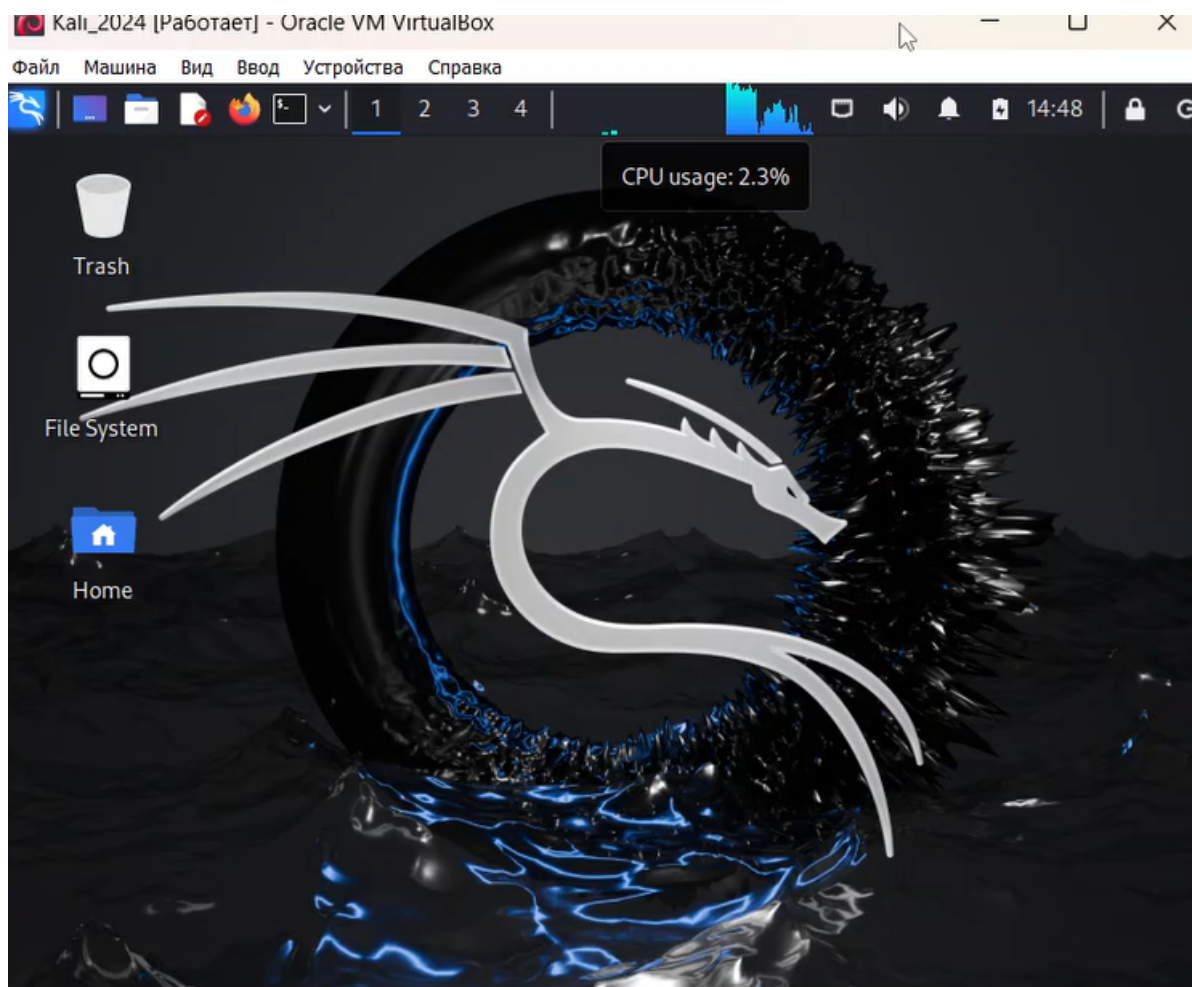 Kali_2024 [Работает] - Oracle VM VirtualBox
Файл Машина Вид Ввод Устройства Справка
1 2 3 4 14:48
CPU usage: 2.3%
Trash
File System
Home